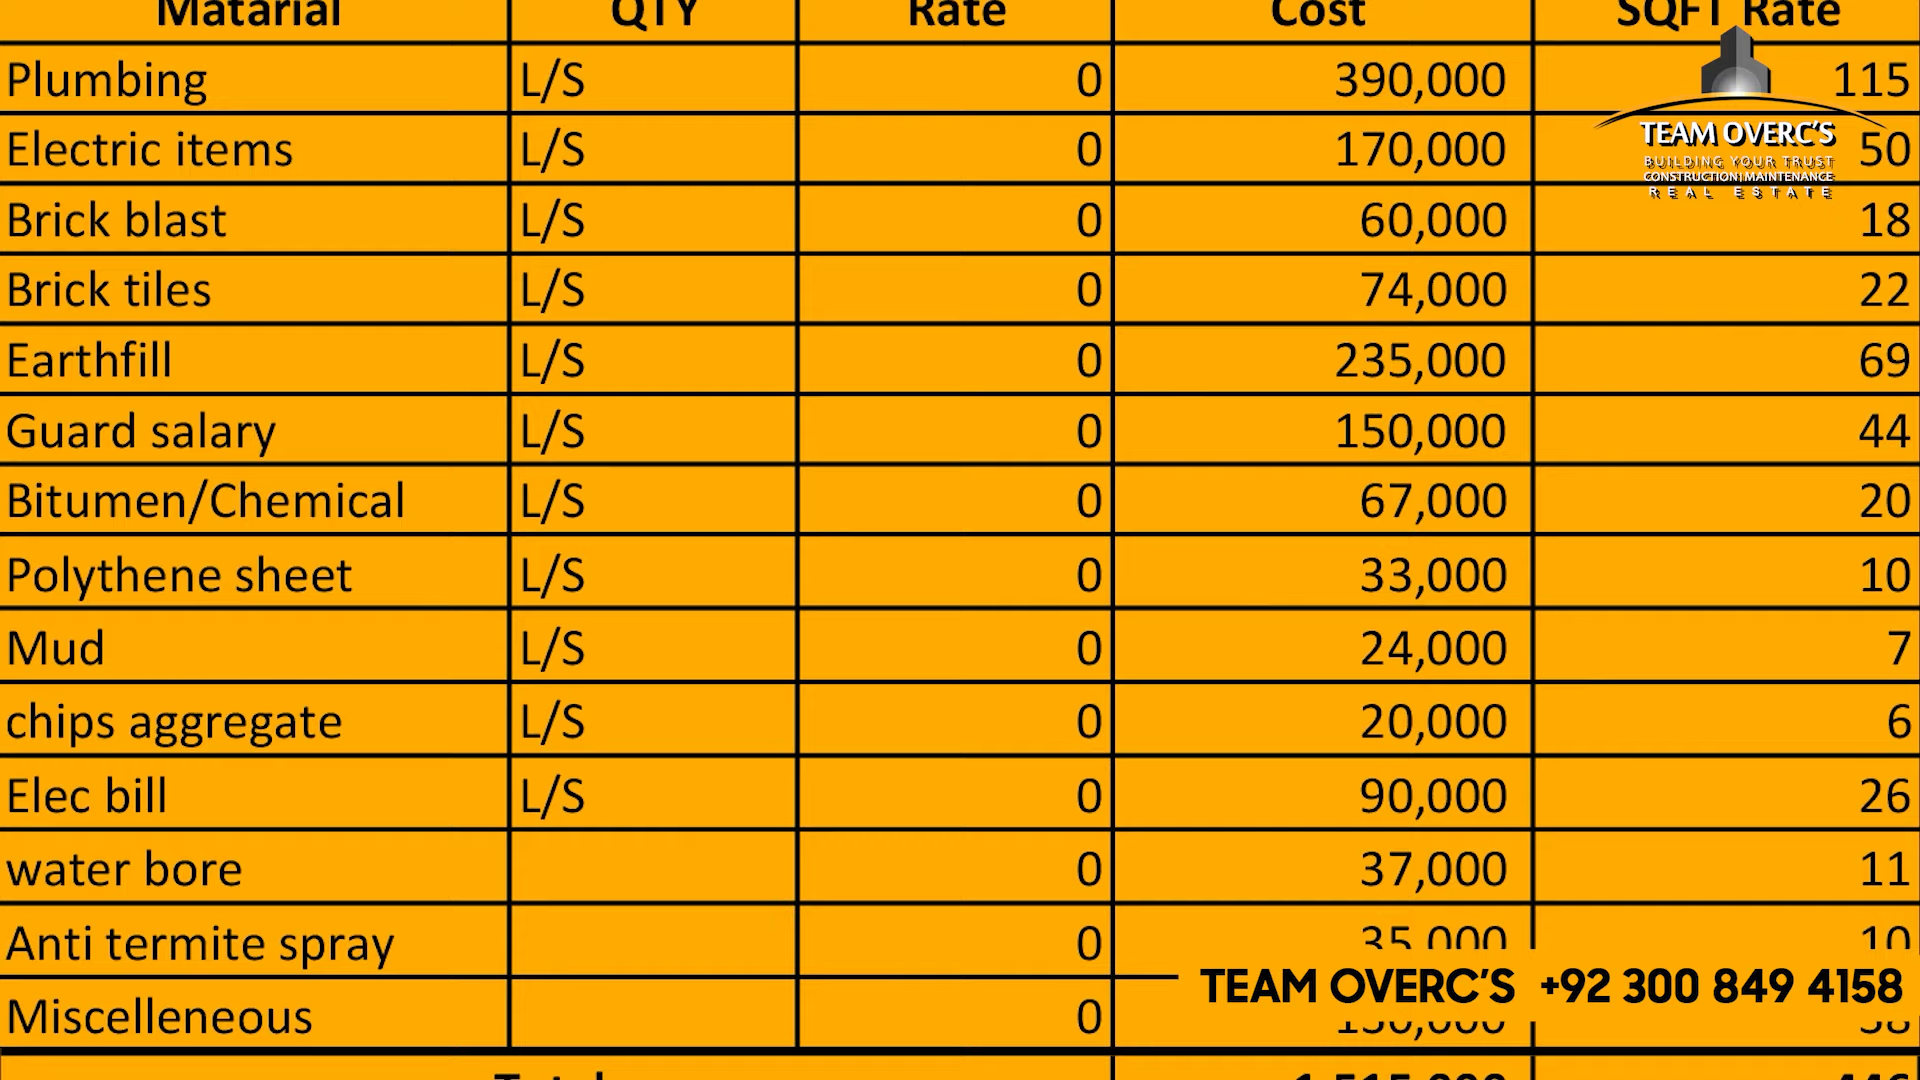 Matarial QTY Rate Cost SQFT Rate
Plumbing L/S 0 390,000 115
Electric items L/S 0 170,000 50
Brick blast L/S 0 60,000 18
Brick tiles L/S 0 74,000 22
Earthfill L/S 0 235,000 69
Guard salary L/S 0 150,000 44
Bitumen/Chemical L/S 0 67,000 20
Polythene sheet L/S 0 33,000 10
Mud L/S 0 24,000 7
chips aggregate L/S 0 20,000 6
Elec bill L/S 0 90,000 26
water bore 0 37,000 11
Anti termite spray 0 35,000 10
Miscelleneous 0
Total
TEAM OVERC'S
BUILDING YOUR TRUST
CONSTRUCTION|MAINTENANCE
REAL ESTATE
TEAM OVERC'S +92 300 849 4158